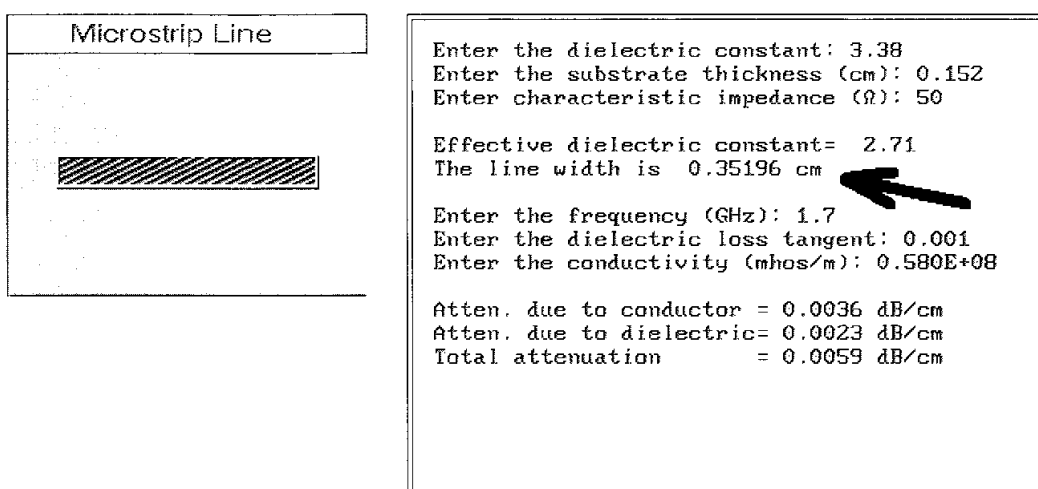 Microstrip Line
Enter the dielectric constant: 3.38
Enter the substrate thickness (cm): 0.152
Enter characteristic impedance (Ω): 50
Effective dielectric constant= 2.71
The line width is 0.35196 cm
Enter the frequency (GHz): 1.7
Enter the dielectric loss tangent: 0.001
Enter the conductivity (mhos/m): 0.580E+08
Atten. due to conductor = 0.0036 dB/cm
Atten. due to dielectric= 0.0023 dB/cm
Total attenuation = 0.0059 dB/cm